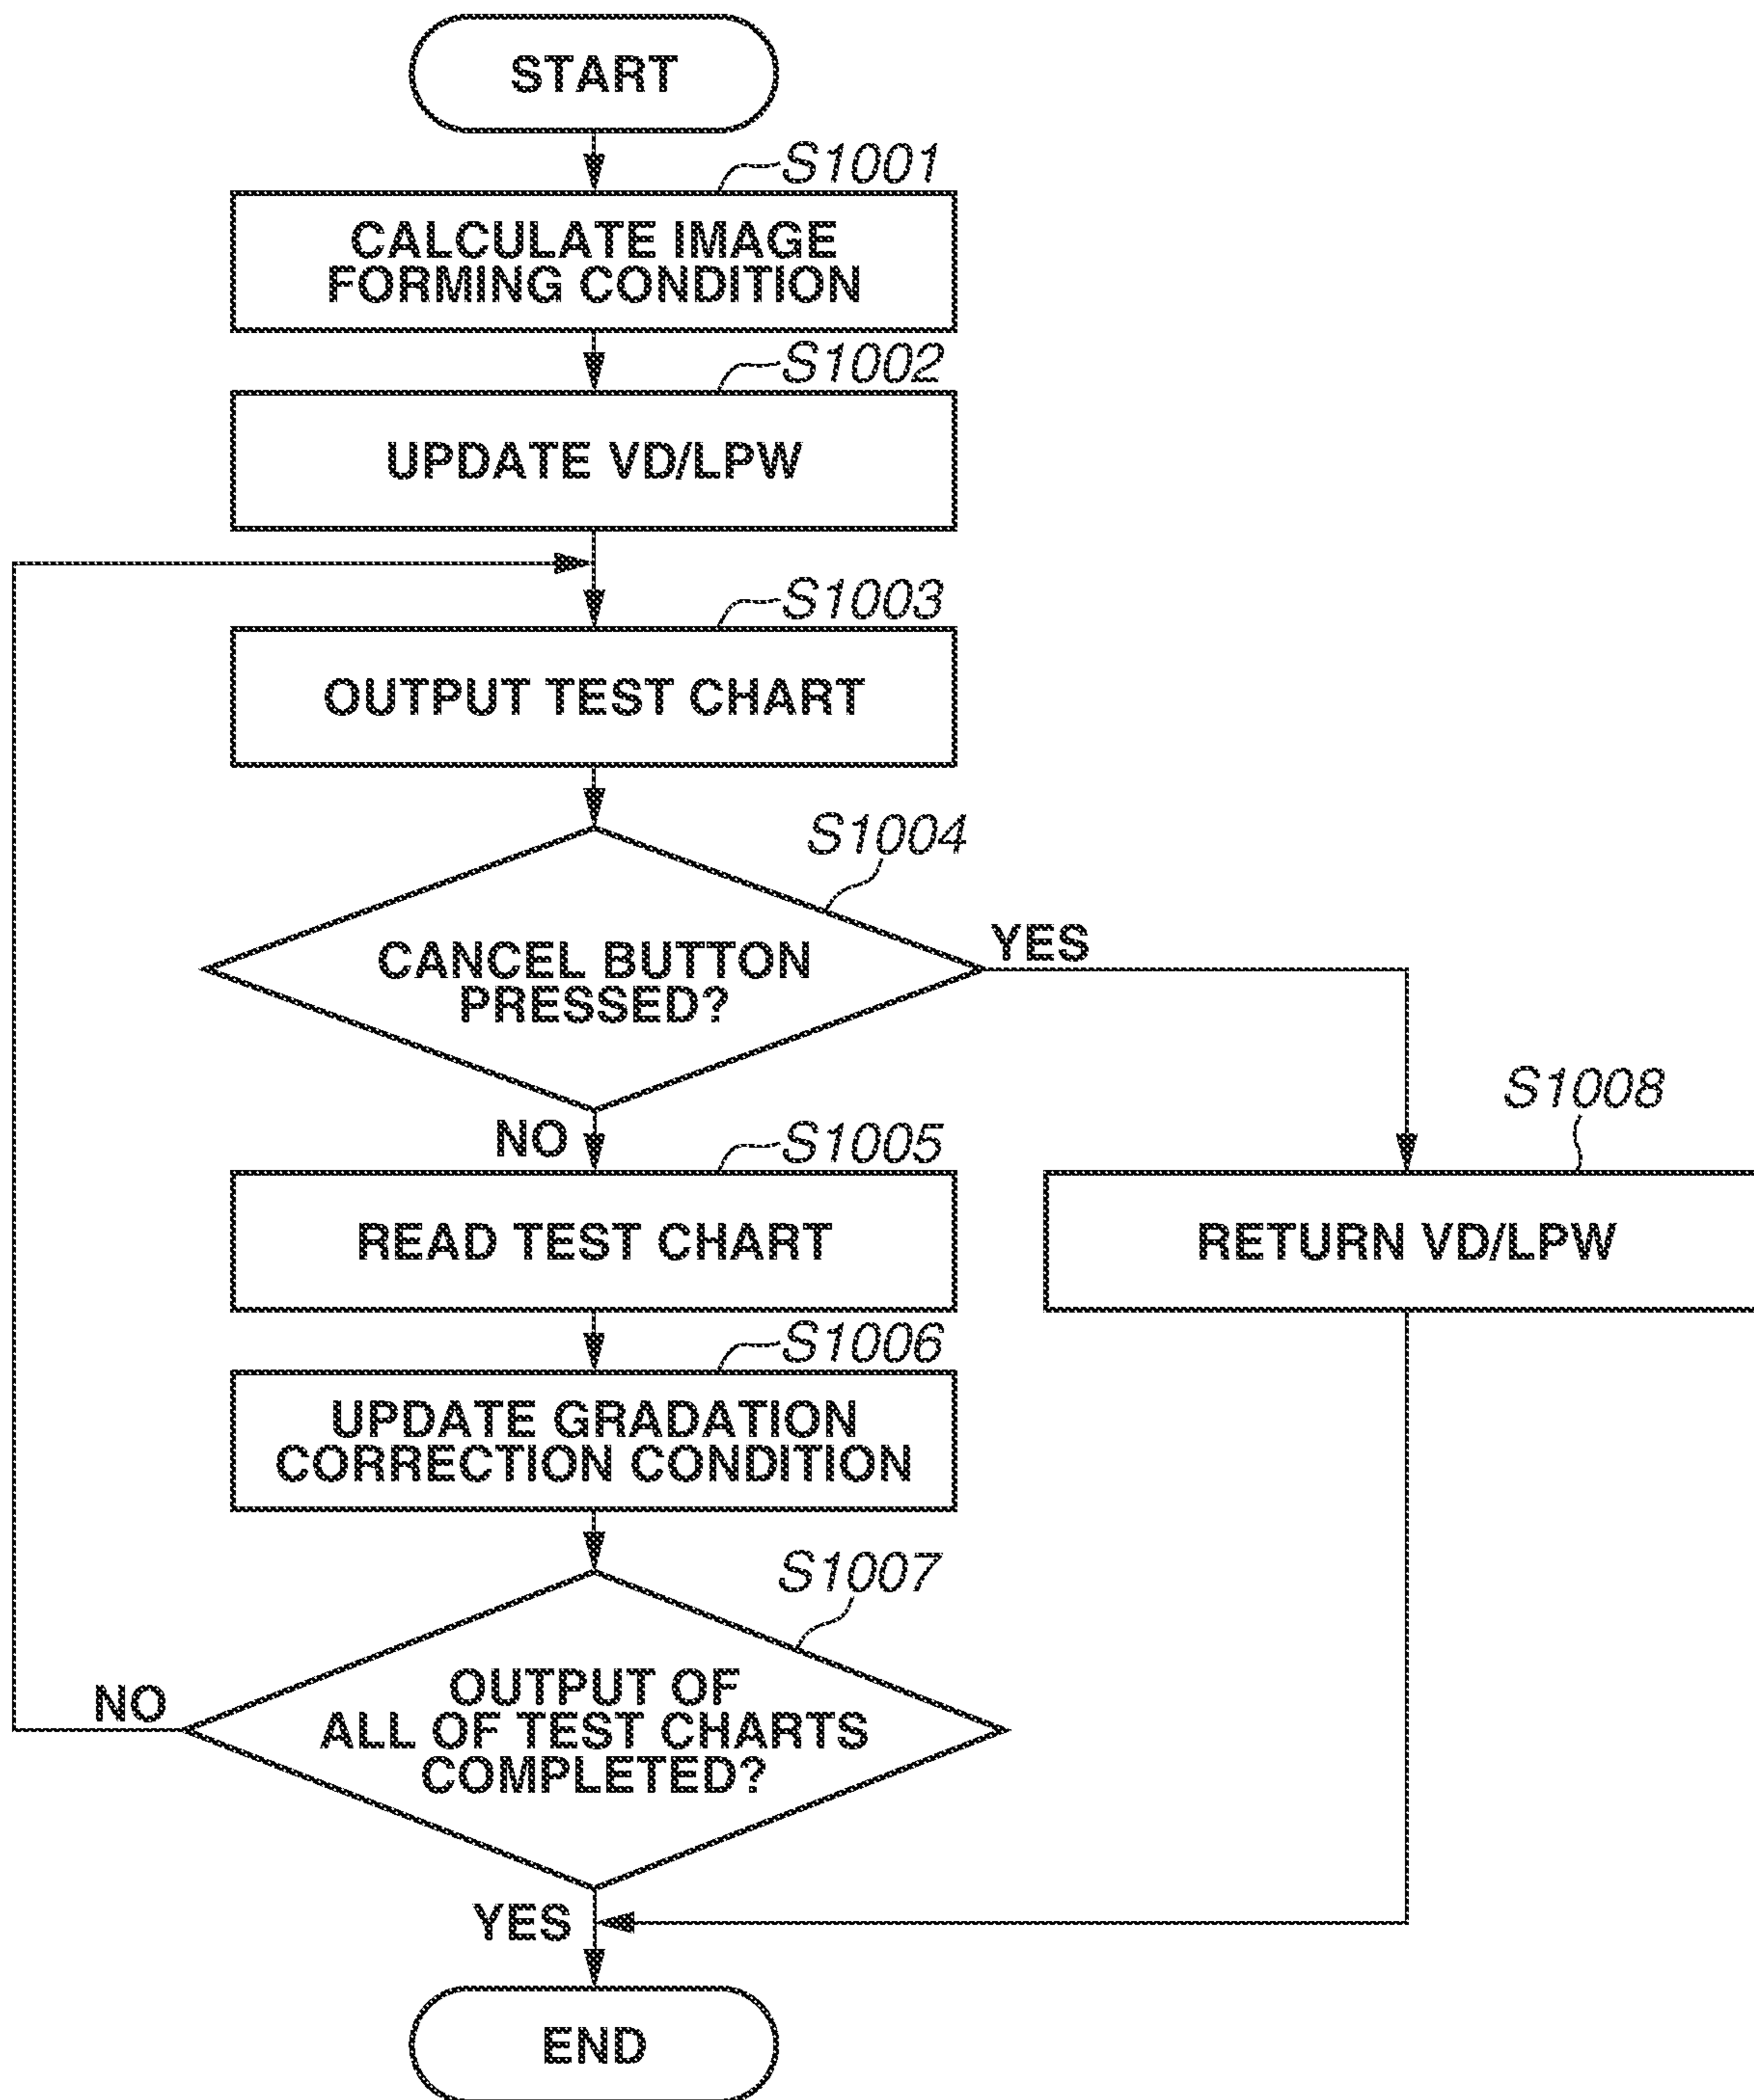 START
S1001
CALCULATE IMAGE
FORMING CONDITION
S1002
UPDATE VD/LPW
S1003
OUTPUT TEST CHART
S1004
CANCEL BUTTON
PRESSED?
YES
NO
S1005
READ TEST CHART
S1008
RETURN VD/LPW
S1006
UPDATE GRADATION
CORRECTION CONDITION
S1007
OUTPUT OF
ALL OF TEST CHARTS
COMPLETED?
NO
YES
END